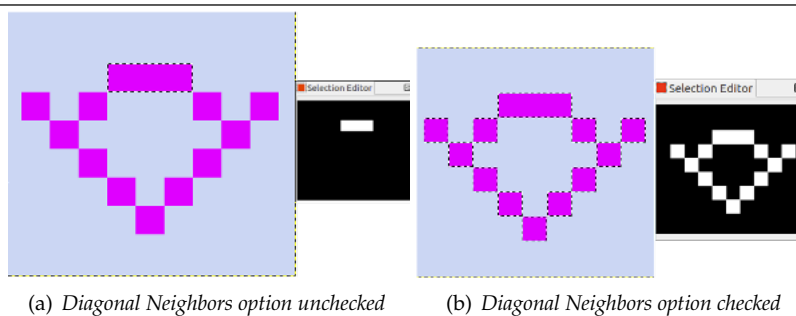 Selection Editor
Selection Editor
(a) Diagonal Neighbors option unchecked
(b) Diagonal Neighbors option checked